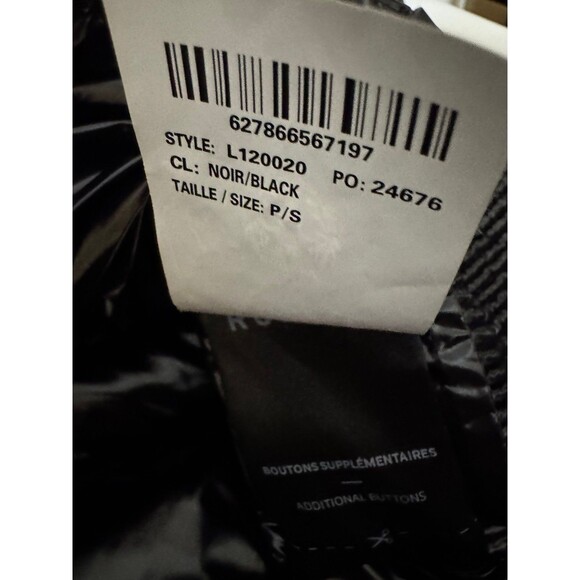 627866567197
STYLE: L120020 PO: 24676
CL: NOIR/BLACK
TAILLE / SIZE: P/S
BOUTONS SUPPLÉMENTAIRES
—
ADDITIONAL BUTTONS